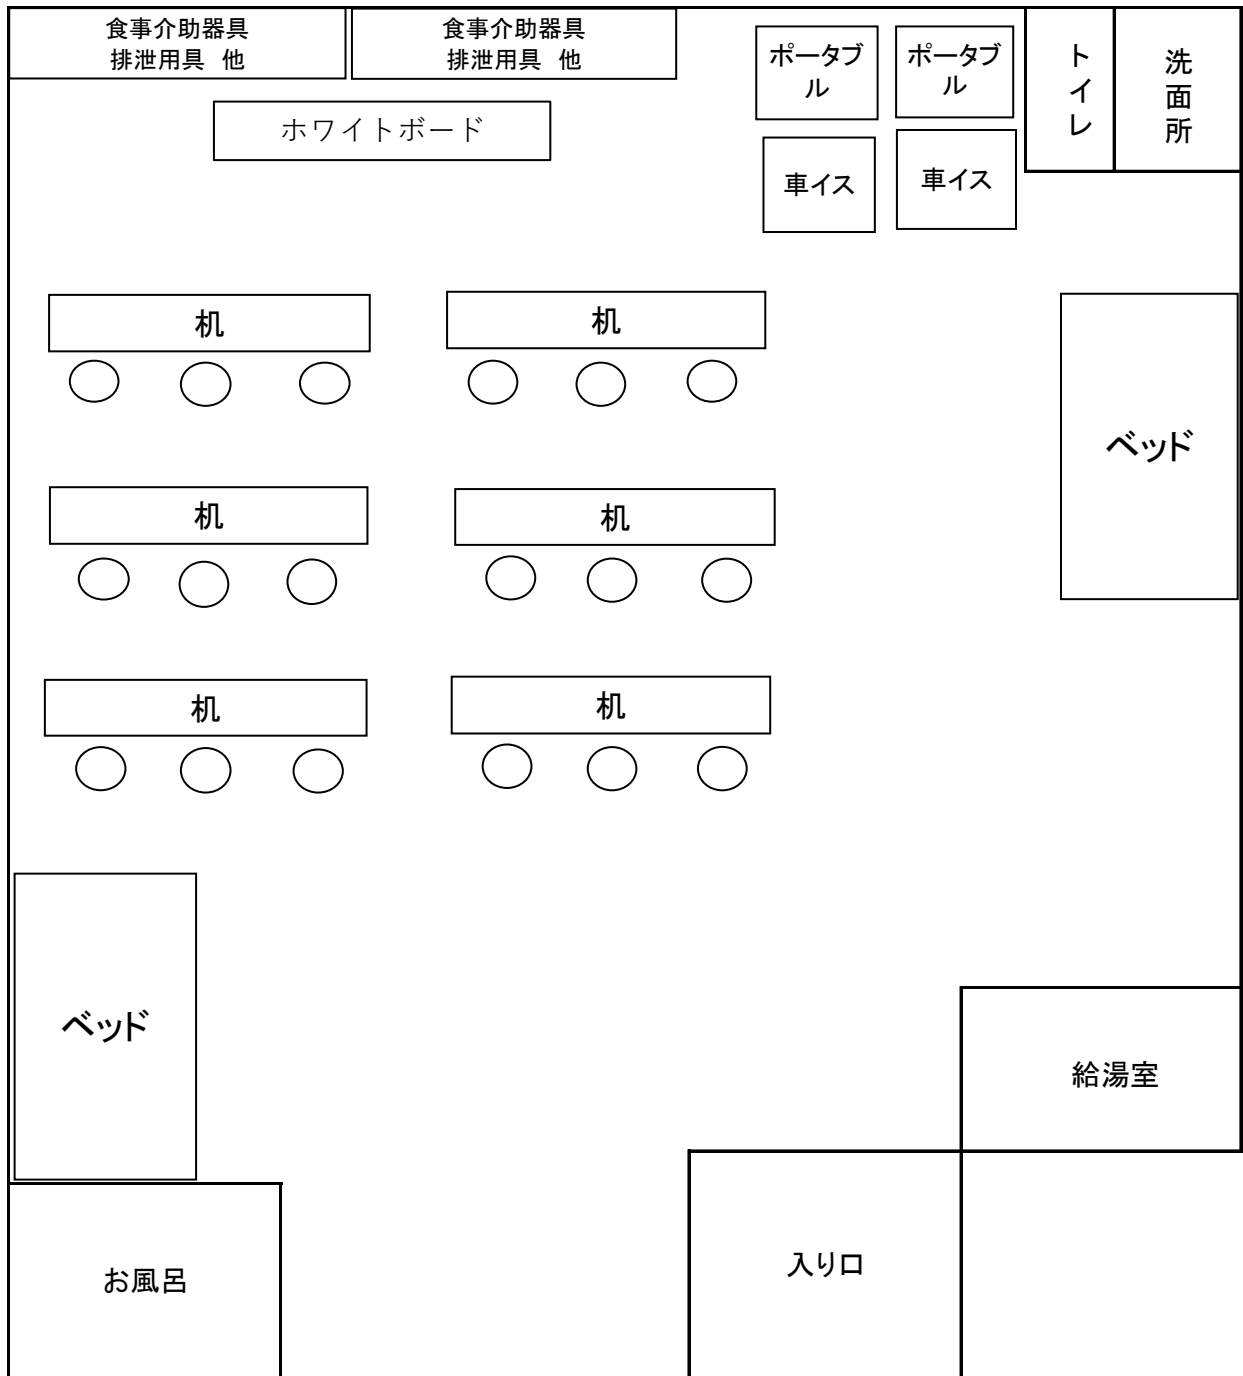 食事介助器具
排泄用具　他
食事介助器具
排泄用具　他
ポータブ
ル
ポータブ
ル
トイレ
洗面所
ホワイトボード
車イス
車イス
机
机
ベッド
机
机
机
机
ベッド
給湯室
入り口
お風呂